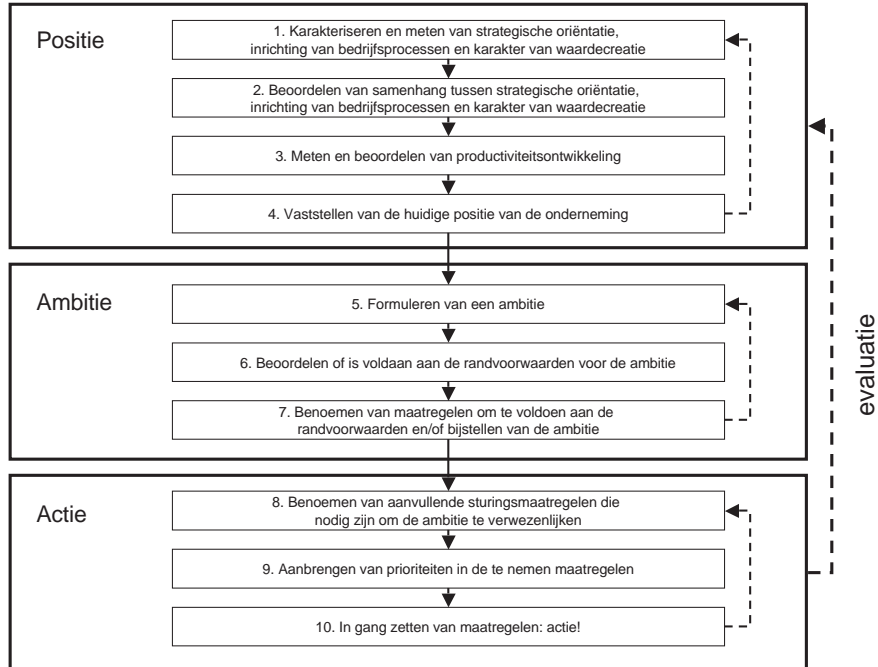 Positie
1. Karakteriseren en meten van strategische oriëntatie,
inrichting van bedrijfsprocessen en karakter van waardecreatie
2. Beoordelen van samenhang tussen strategische oriëntatie,
inrichting van bedrijfsprocessen en karakter van waardecreatie
3. Meten en beoordelen van productiviteitsontwikkeling
4. Vaststellen van de huidige positie van de onderneming
Ambitie
5. Formuleren van een ambitie
6. Beoordelen of is voldaan aan de randvoorwaarden voor de ambitie
7. Benoemen van maatregelen om te voldoen aan de
randvoorwaarden en/of bijstellen van de ambitie
Actie
8. Benoemen van aanvullende sturingsmaatregelen die
nodig zijn om de ambitie te verwezenlijken
9. Aanbrengen van prioriteiten in de te nemen maatregelen
10. In gang zetten van maatregelen: actie!
evaluatie